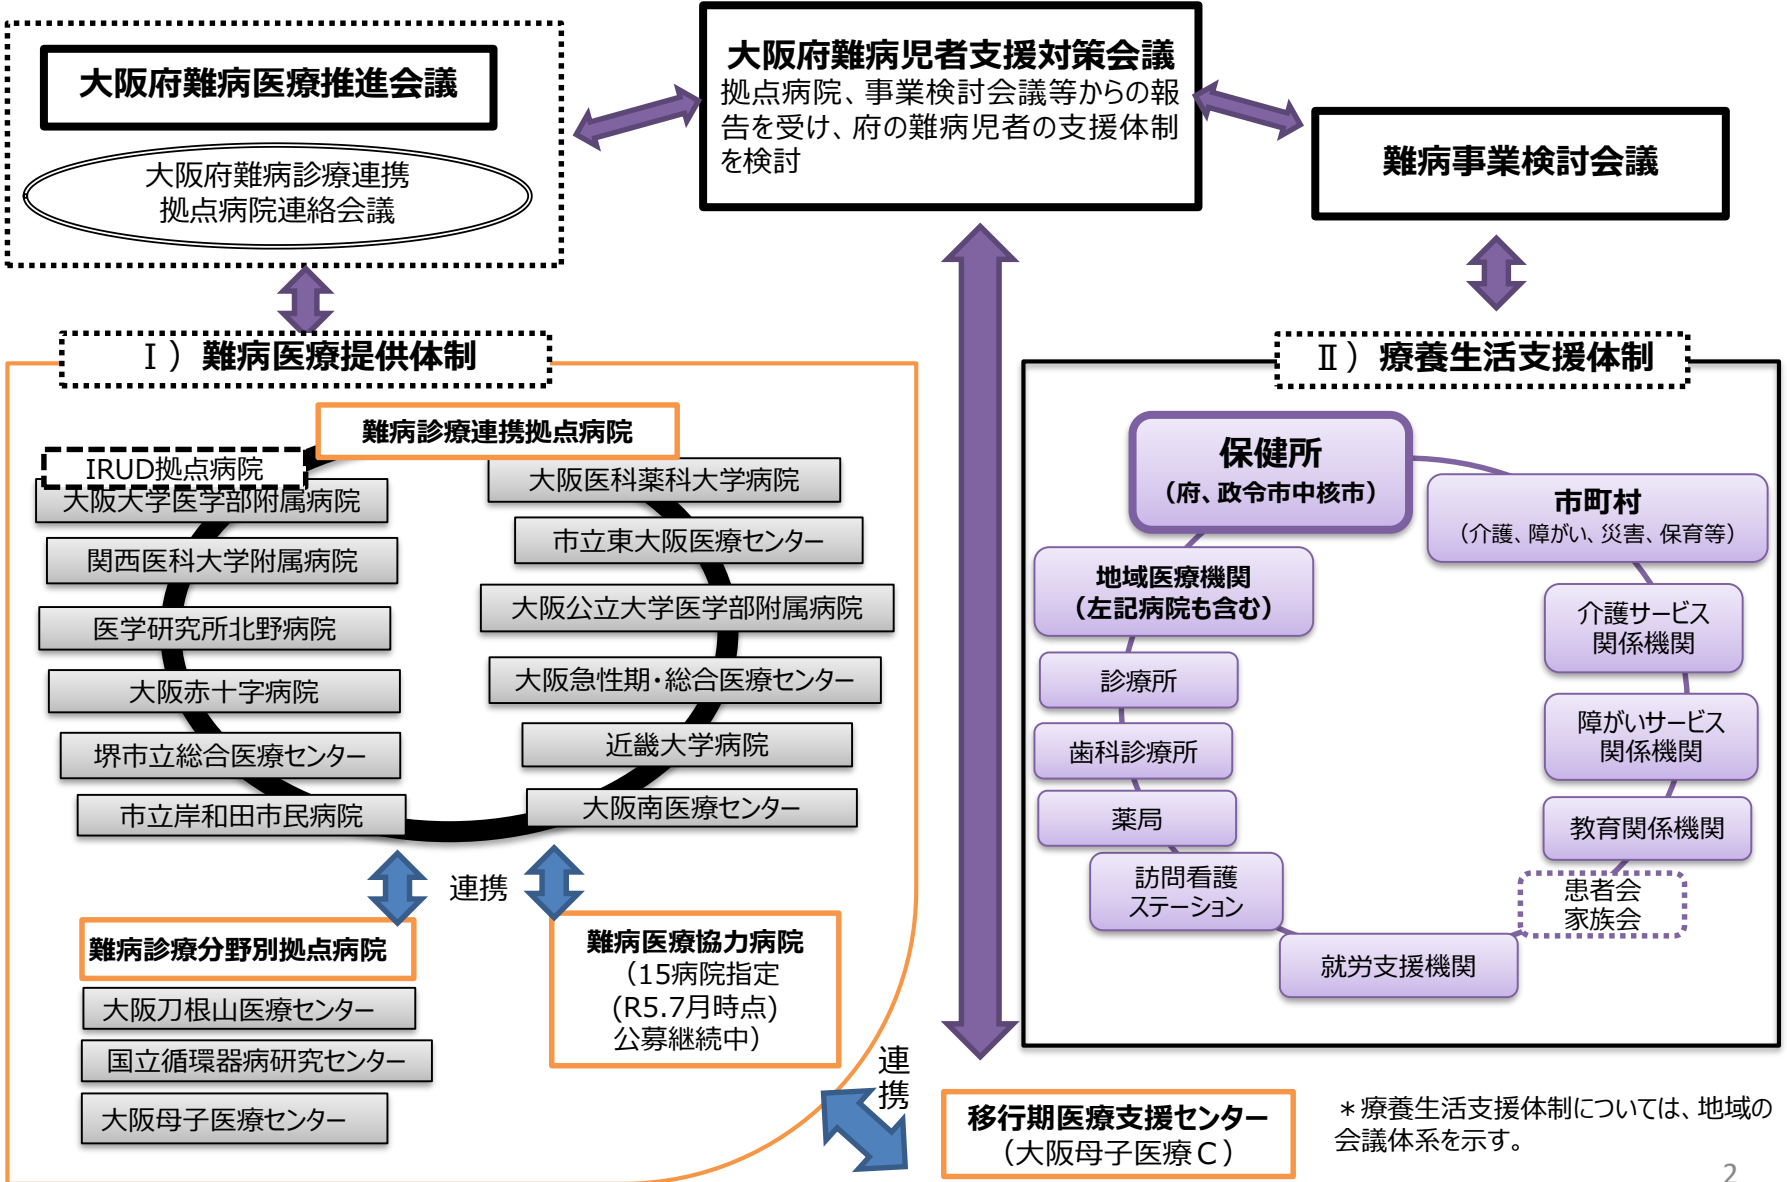 大阪府難病医療推進会議
大阪府難病診療連携
拠点病院連絡会議
大阪府難病児者支援対策会議
拠点病院、事業検討会議等からの報
告を受け、府の難病児者の支援体制
を検討
難病事業検討会議
Ⅰ）難病医療提供体制
難病診療連携拠点病院
IRUD拠点病院
大阪大学医学部附属病院
関西医科大学附属病院
医学研究所北野病院
大阪赤十字病院
堺市立総合医療センター
市立岸和田市民病院
大阪医科薬科大学病院
市立東大阪医療センター
大阪公立大学医学部附属病院
大阪急性期・総合医療センター
近畿大学病院
大阪南医療センター
連携
難病診療分野別拠点病院
大阪刀根山医療センター
国立循環器病研究センター
大阪母子医療センター
難病医療協力病院
（15病院指定
(R5.7月時点)
公募継続中）
連
携
移行期医療支援センター
（大阪母子医療Ｃ）
Ⅱ）療養生活支援体制
保健所
（府、政令市中核市）
市町村
（介護、障がい、災害、保育等）
地域医療機関
（左記病院も含む）
診療所
歯科診療所
薬局
訪問看護
ステーション
就労支援機関
介護サービス
関係機関
障がいサービス
関係機関
教育関係機関
患者会
家族会
＊療養生活支援体制については、地域の
会議体系を示す。
2